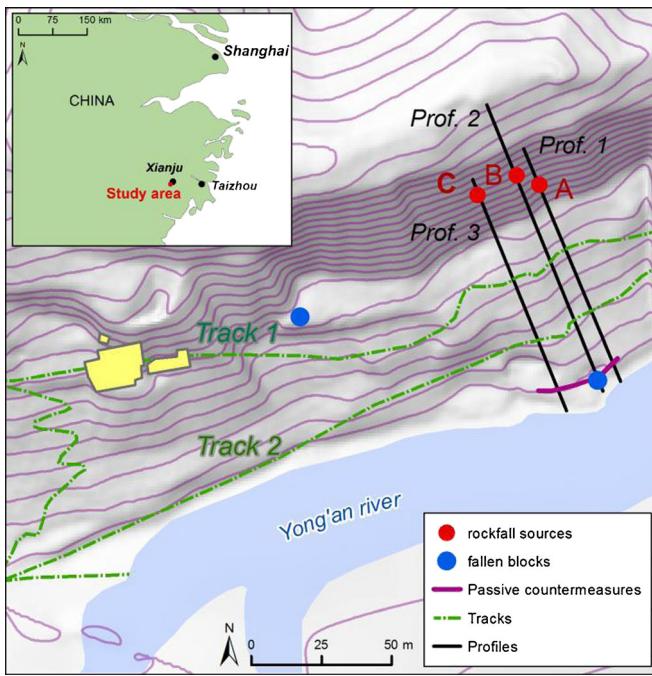 0 75 150 km
N
Shanghai
CHINA
Xianju
Study area
Taizhou
Prof. 2
Prof. 1
C
B
A
Prof. 3
Track 1
Track 2
Yong'an river
N
0 25 50 m
rockfall sources
fallen blocks
Passive countermeasures
Tracks
Profiles